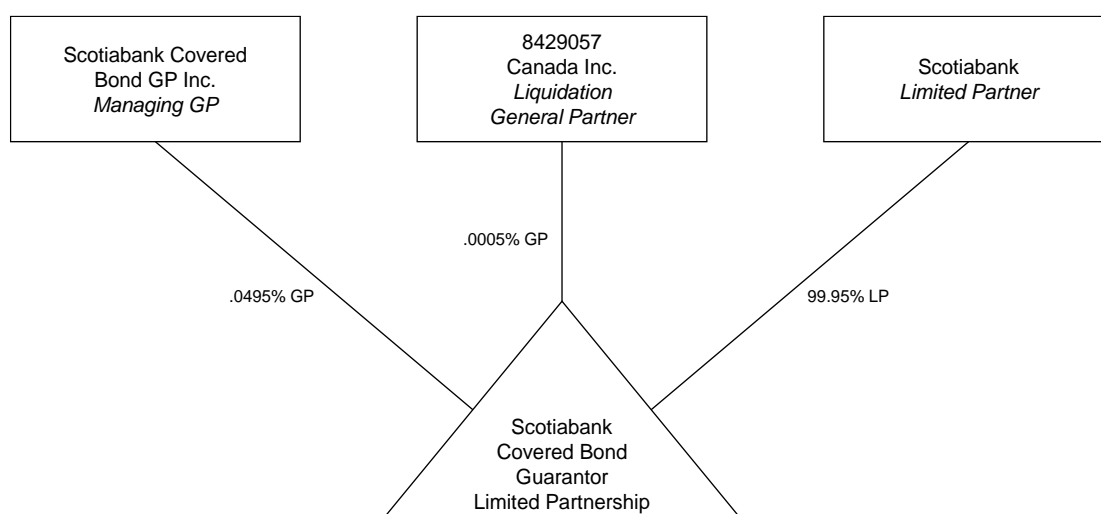 Scotiabank Covered
Bond GP Inc.
Managing GP
8429057
Canada Inc.
Liquidation
General Partner
Scotiabank
Limited Partner
.0005% GP
.0495% GP
99.95% LP
Scotiabank
Covered Bond
Guarantor
Limited Partnership